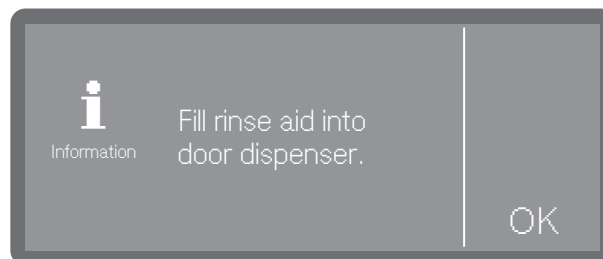 Information
Fill rinse aid into
door dispenser.
OK